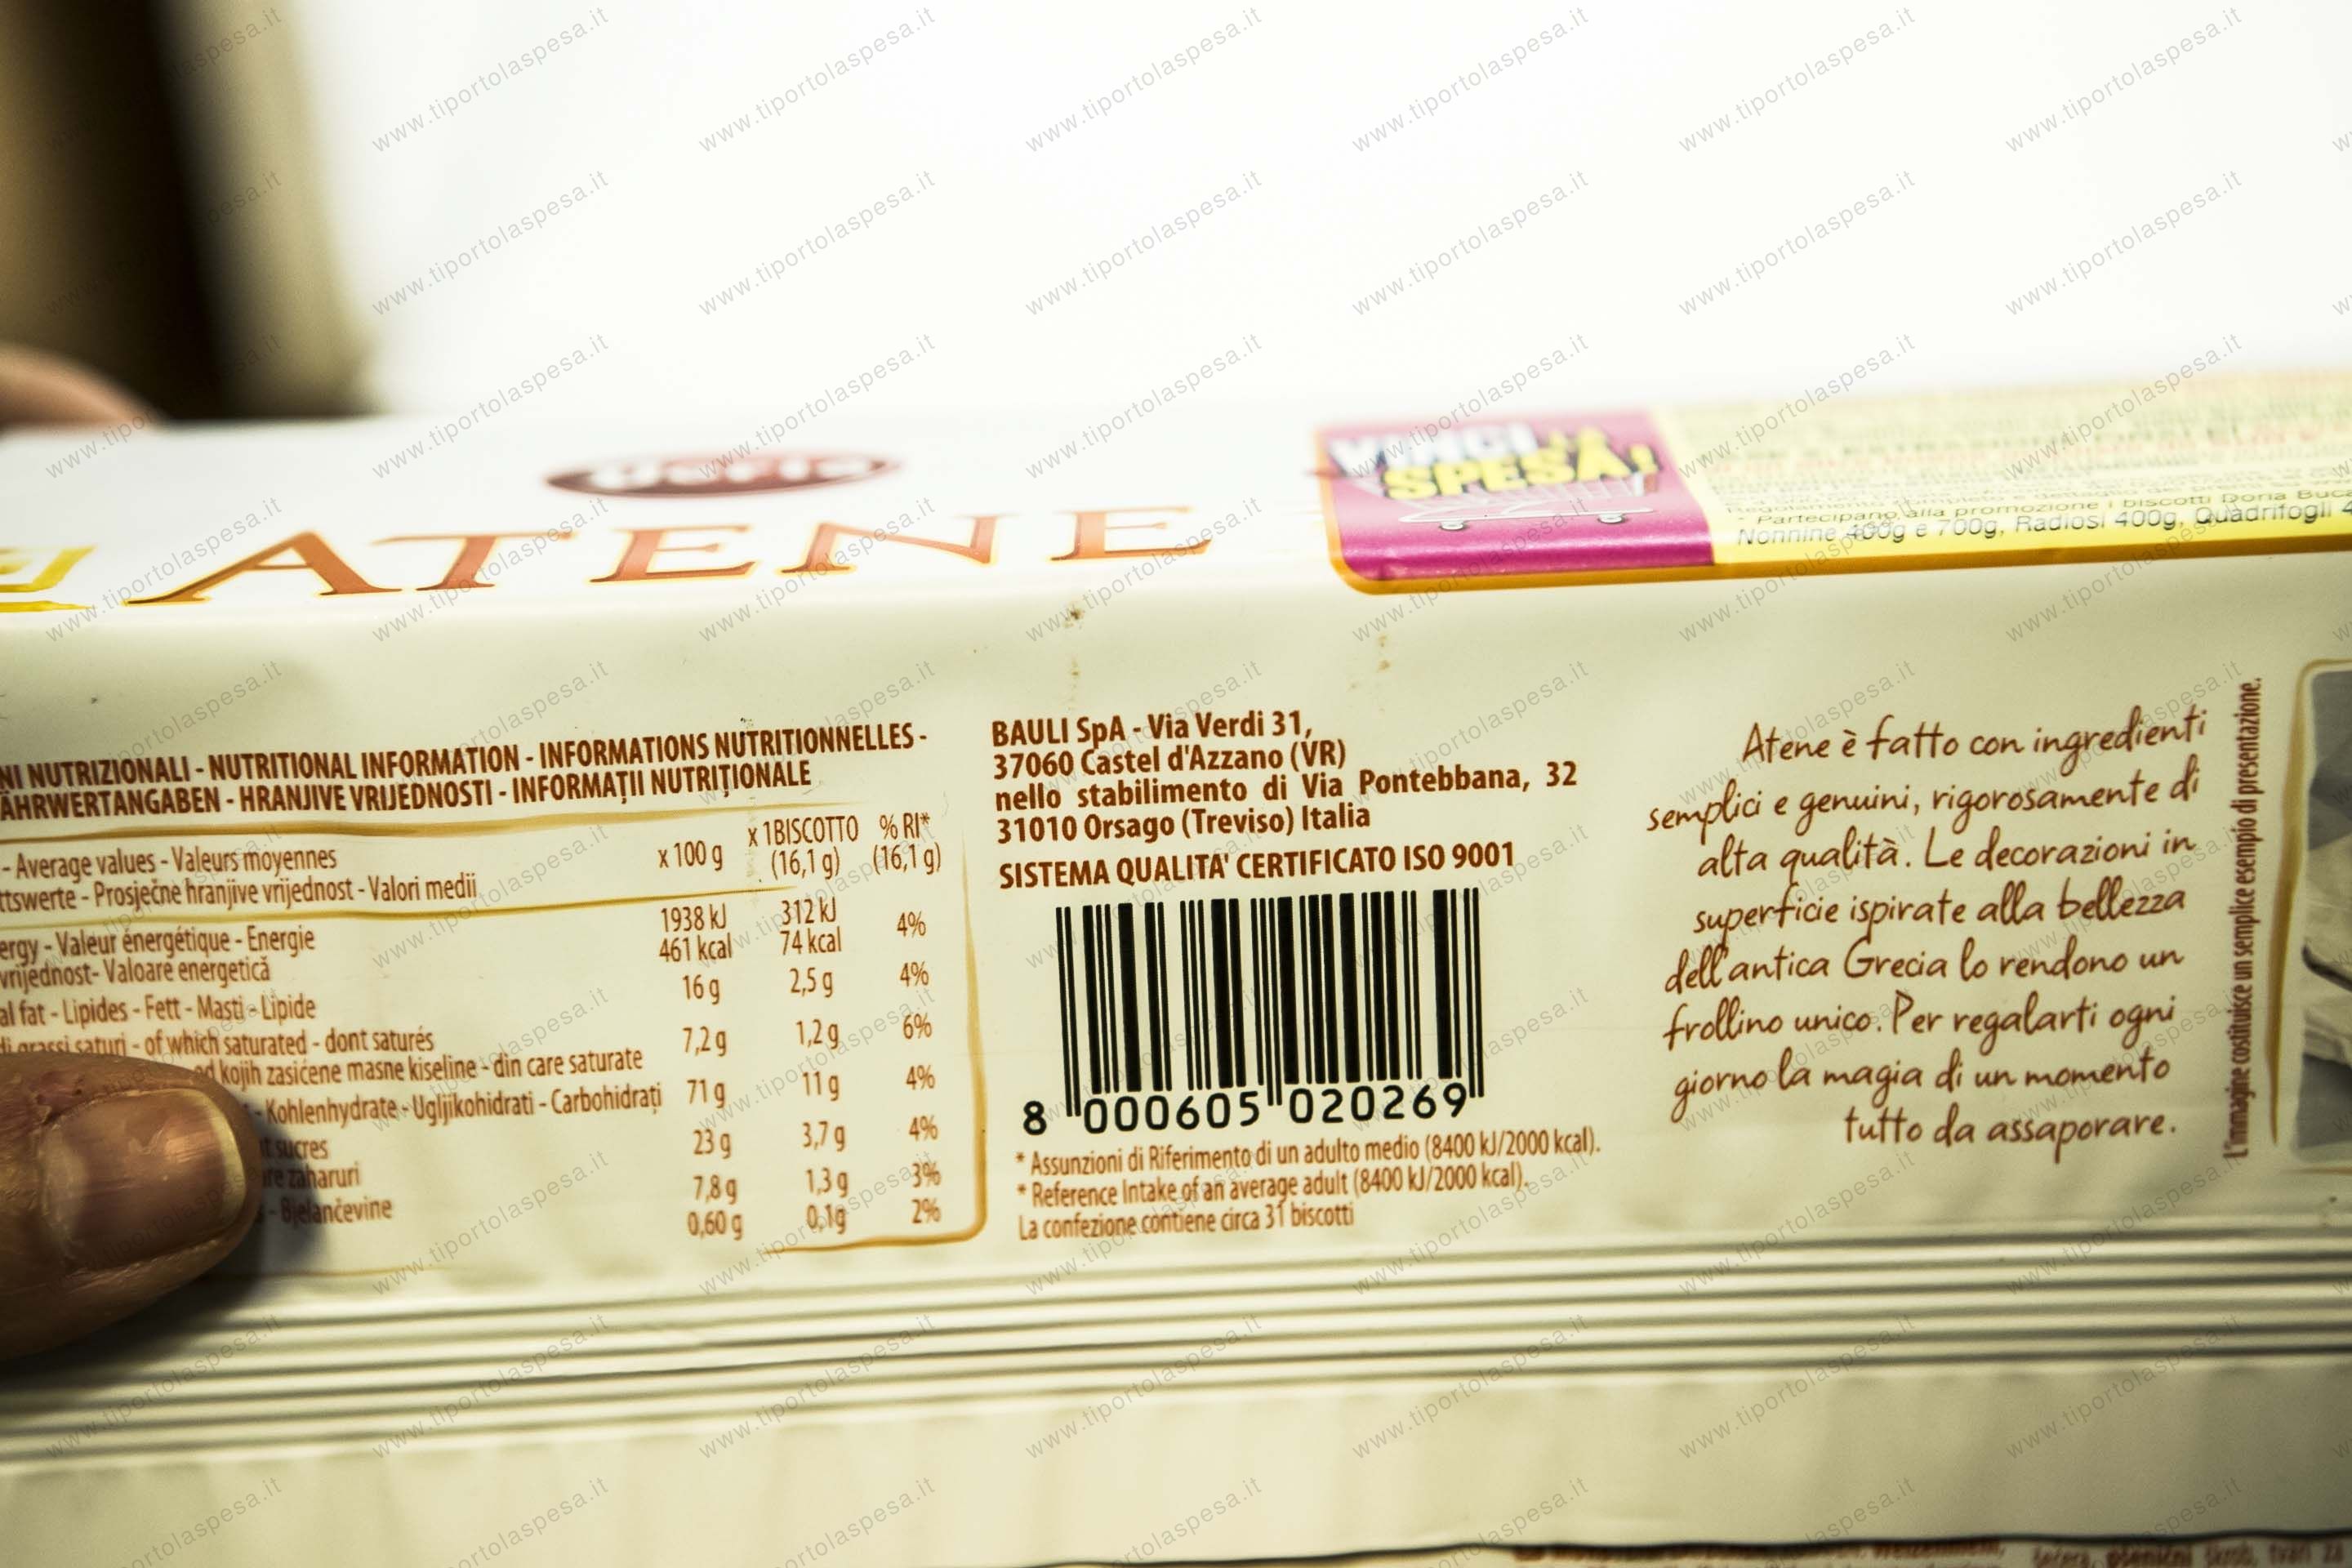 Doria
ATENE
VINCI LA
SPESA!
* Partecipano alla promozione i biscotti Doria
Nonnine 400g e 700g, Radiosi 400g, Quadrifogli
NUTRIZIONALI - NUTRITIONAL INFORMATION - INFORMATIONS NUTRITIONNELLES -
ÄHRWERTANGABEN - HRANJIVE VRIJEDNOSTI - INFORMAȚII NUTRIȚIONALE
- Average values - Valeurs moyennes
ttswerte - Prosječne hranjive vrijednost - Valori medii
x 100 g x 1 BISCOTTO (16,1 g) % RI* (16,1 g)
ergy - Valeur énergétique - Energie 1938 kJ 312 kJ
vrijednost- Valoare energetică 461 kcal 74 kcal 4%
al fat - Lipides - Fett - Masti - Lipide 16 g 2,5 g 4%
di grassi saturi - of which saturated - dont saturés
od kojih zasićene masne kiseline - din care saturate 7,2 g 1,2 g 6%
- Kohlenhydrate - Ugljikohidrati - Carbohidrați 71 g 11 g 4%
sucres
zaharuri 23 g 3,7 g 4%
- Bjelančevine 7,8 g 1,3 g 3%
0,60 g 0,1g 2%
BAULI SpA - Via Verdi 31,
37060 Castel d'Azzano (VR)
nello stabilimento di Via Pontebbana, 32
31010 Orsago (Treviso) Italia
SISTEMA QUALITA' CERTIFICATO ISO 9001
8 000605 020269
* Assunzioni di Riferimento di un adulto medio (8400 kJ/2000 kcal).
* Reference Intake of an average adult (8400 kJ/2000 kcal).
La confezione contiene circa 31 biscotti
Atene è fatto con ingredienti
semplici e genuini, rigorosamente di
alta qualità. Le decorazioni in
superficie ispirate alla bellezza
dell'antica Grecia lo rendono un
frollino unico. Per regalarti ogni
giorno la magia di un momento
tutto da assaporare.
L'immagine costituisce un semplice esempio di presentazione.
www.tiportolaspesa.it